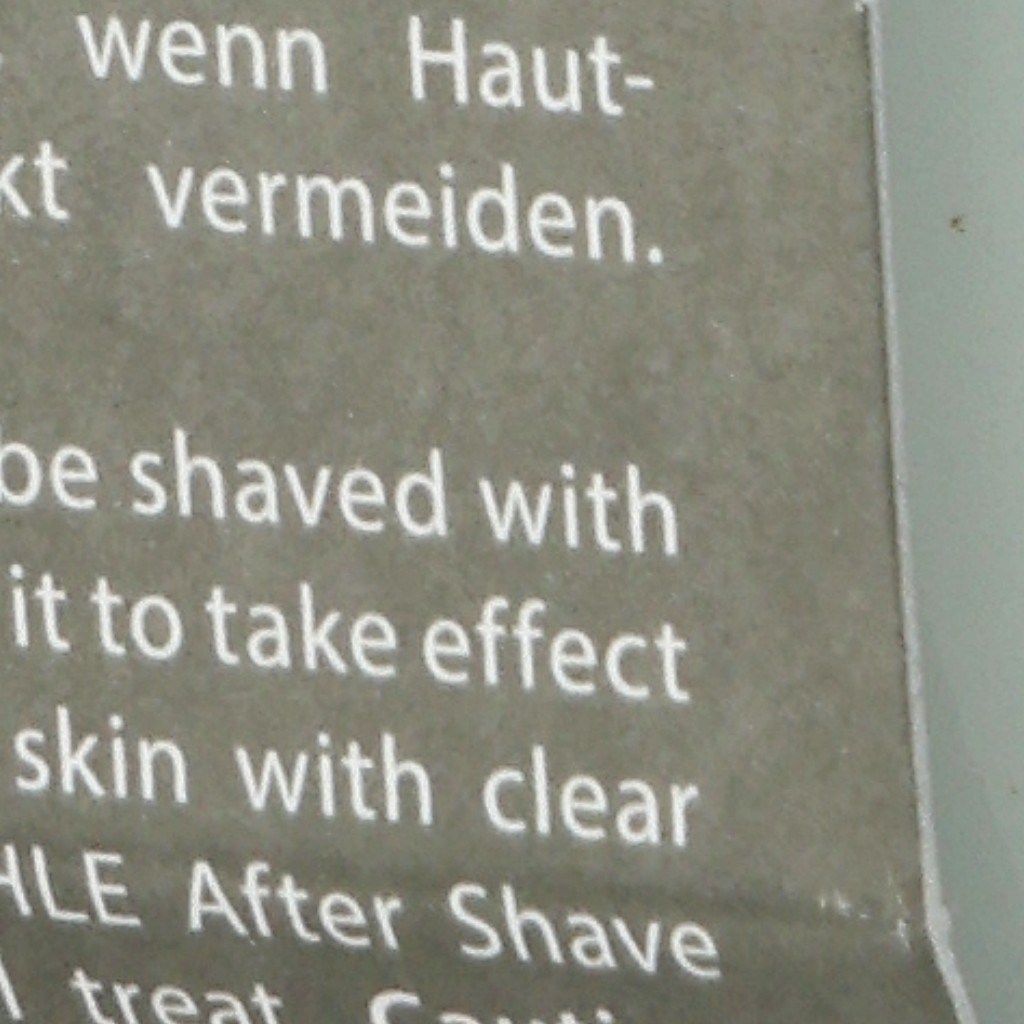 wenn Haut-
vermeiden.
be shaved with
it to take effect
skin with clear
After Shave
treat